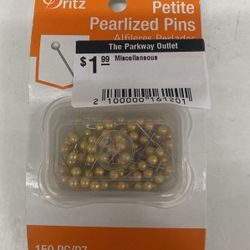 Dritz
Petite
Pearlized Pins
Alfileres Perlados
The Parkway Outlet
$1.99
Miscellaneous
2 100000 161201
150 PC/PZ